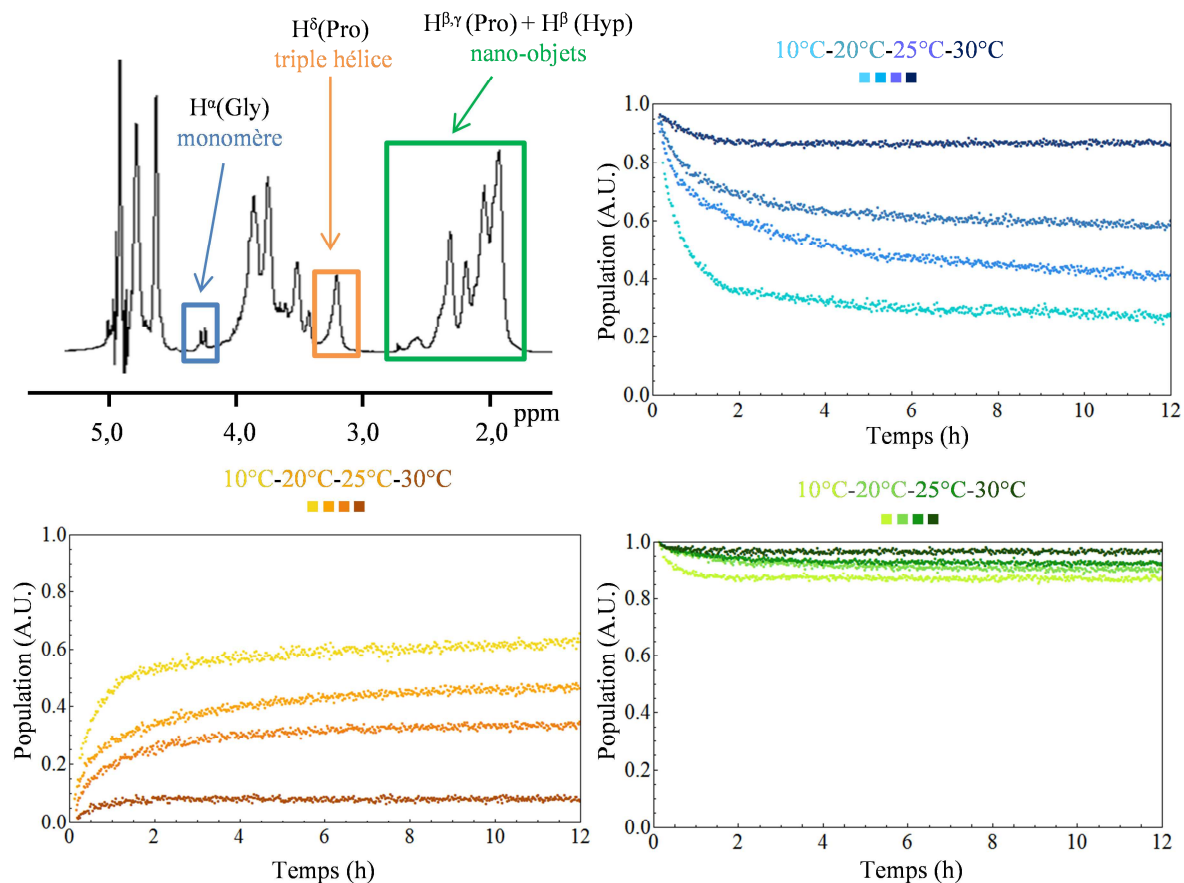 H^α(Gly)
monomère
H^δ(Pro)
triple hélice
H^β,γ (Pro) + H^β (Hyp)
nano-objets
5,0 4,0 3,0 2,0 ppm
10°C-20°C-25°C-30°C
Population (A.U.)
1.0
0.8
0.6
0.4
0.2
0.0
0 2 4 6 8 10 12
Temps (h)
10°C-20°C-25°C-30°C
Population (A.U.)
1.0
0.8
0.6
0.4
0.2
0.0
0 2 4 6 8 10 12
Temps (h)
10°C-20°C-25°C-30°C
Population (A.U.)
1.0
0.8
0.6
0.4
0.2
0.0
0 2 4 6 8 10 12
Temps (h)